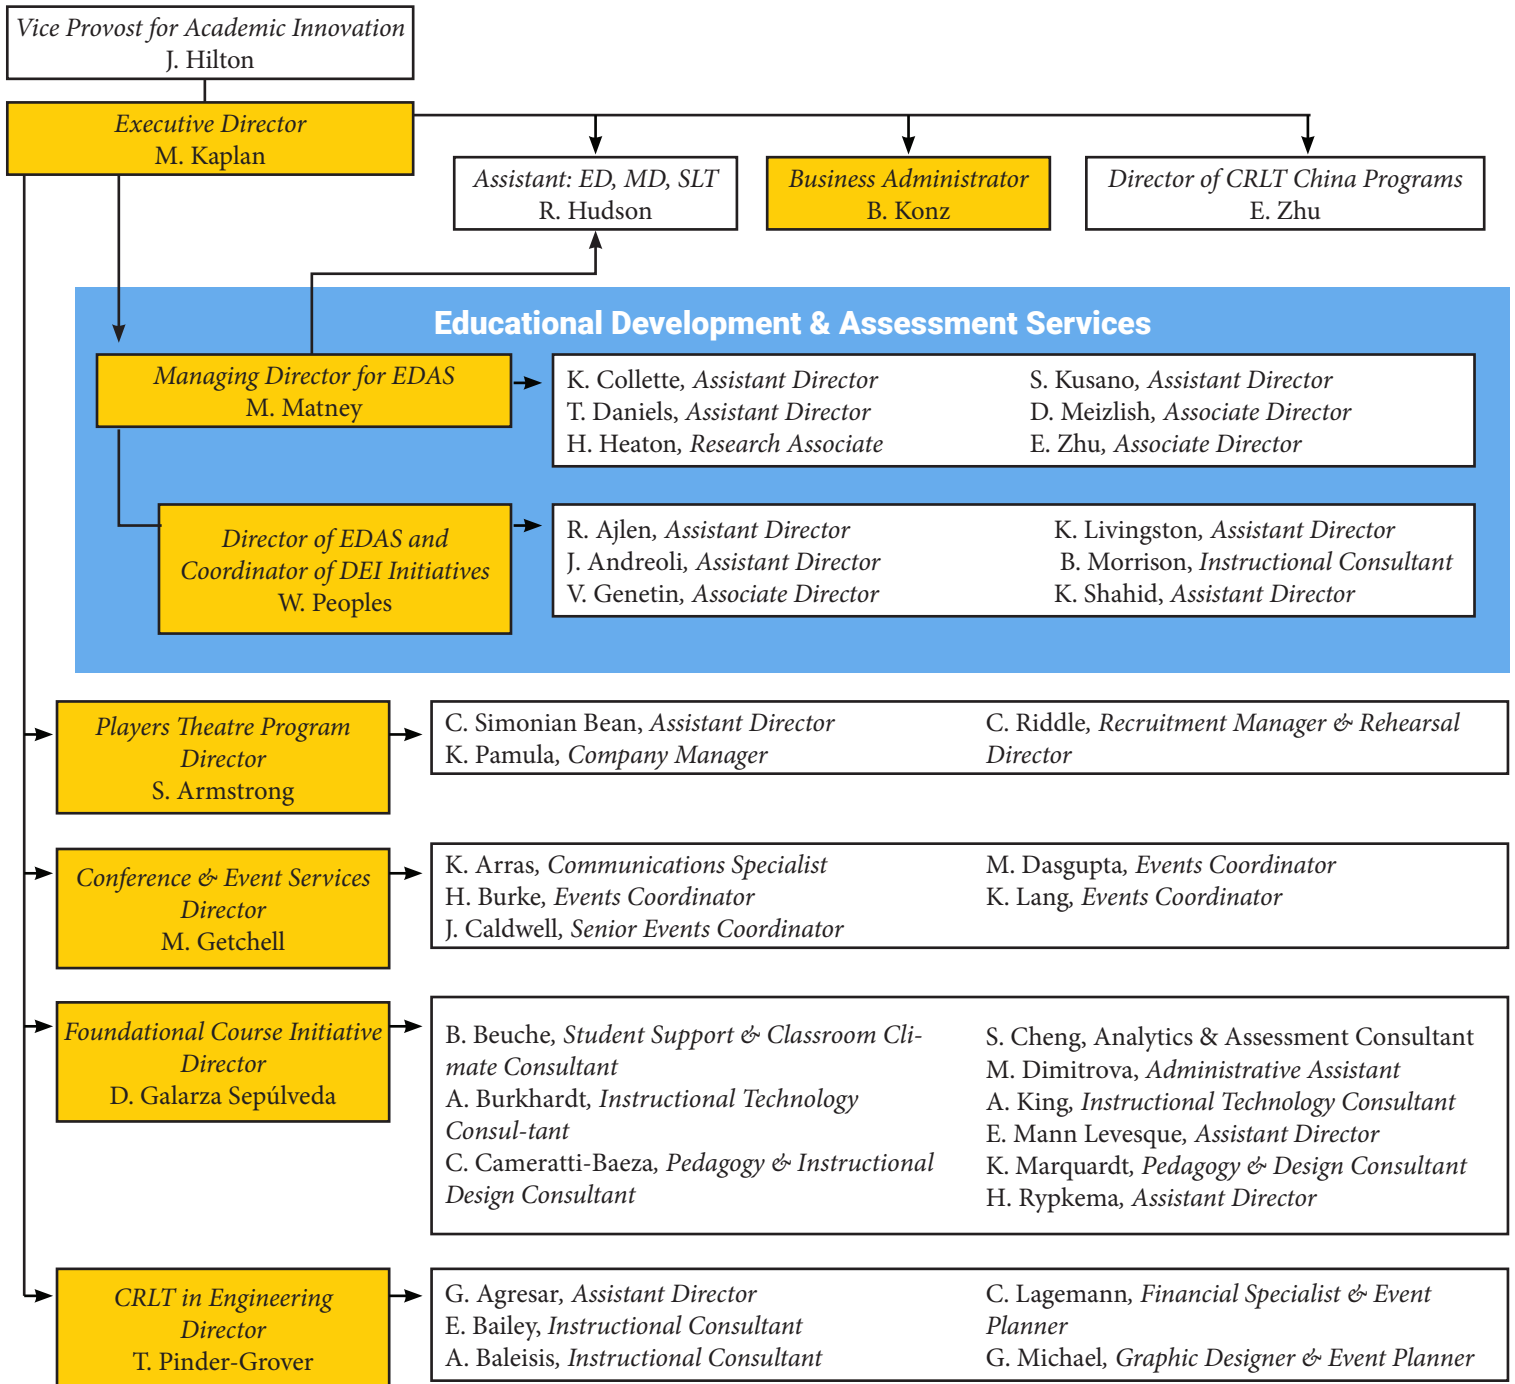 Vice Provost for Academic Innovation
J. Hilton
Executive Director
M. Kaplan
Assistant: ED, MD, SLT
R. Hudson
Business Administrator
B. Konz
Director of CRLT China Programs
E. Zhu
Educational Development & Assessment Services
Managing Director for EDAS
M. Matney
K. Collette, Assistant Director
T. Daniels, Assistant Director
H. Heaton, Research Associate
S. Kusano, Assistant Director
D. Meizlish, Associate Director
E. Zhu, Associate Director
Director of EDAS and
Coordinator of DEI Initiatives
W. Peoples
R. Ajlen, Assistant Director
J. Andreoli, Assistant Director
V. Genetin, Associate Director
K. Livingston, Assistant Director
B. Morrison, Instructional Consultant
K. Shahid, Assistant Director
Players Theatre Program
Director
S. Armstrong
C. Simonian Bean, Assistant Director
K. Pamula, Company Manager
C. Riddle, Recruitment Manager & Rehearsal
Director
Conference & Event Services
Director
M. Getchell
K. Arras, Communications Specialist
H. Burke, Events Coordinator
J. Caldwell, Senior Events Coordinator
M. Dasgupta, Events Coordinator
K. Lang, Events Coordinator
Foundational Course Initiative
Director
D. Galarza Sepúlveda
B. Beuche, Student Support & Classroom Cli-
mate Consultant
A. Burkhardt, Instructional Technology
Consul-tant
C. Cameratti-Baeza, Pedagogy & Instructional
Design Consultant
S. Cheng, Analytics & Assessment Consultant
M. Dimitrova, Administrative Assistant
A. King, Instructional Technology Consultant
E. Mann Levesque, Assistant Director
K. Marquardt, Pedagogy & Design Consultant
H. Rypkema, Assistant Director
CRLT in Engineering
Director
T. Pinder-Grover
G. Agresar, Assistant Director
E. Bailey, Instructional Consultant
A. Baleisis, Instructional Consultant
C. Lagemann, Financial Specialist & Event
Planner
G. Michael, Graphic Designer & Event Planner